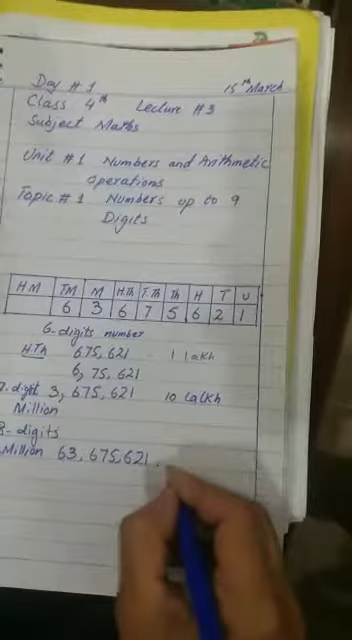 Day # 1 15th March
Class 4th Lecture #3
Subject Maths
Unit #1 Numbers and Arithmetic
Operations
Topic #1 Numbers up to 9
Digits
HM TM M H.Th T.Th Th H T U
6 3 6 7 5 6 2 1
6-digits number
H.Th 675,621 1 Lakh
6,75,621
7-digit 3,675,621 10 Lakh
Million
8-digits
Million 63,675,621.